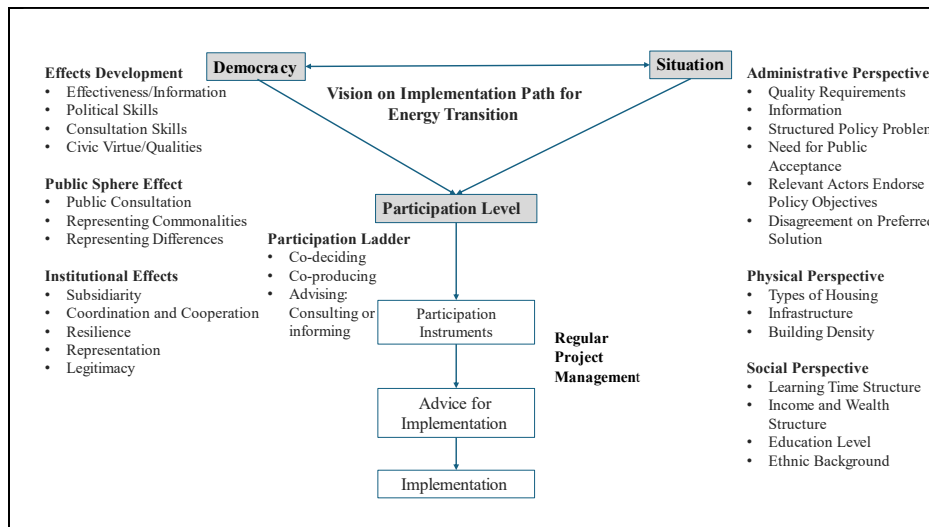 Democracy
Situation
Vision on Implementation Path for
Energy Transition
Effects Development
• Effectiveness/Information
• Political Skills
• Consultation Skills
• Civic Virtue/Qualities
Public Sphere Effect
• Public Consultation
• Representing Commonalities
• Representing Differences
Institutional Effects
• Subsidiarity
• Coordination and Cooperation
• Resilience
• Representation
• Legitimacy
Participation Level
Participation Ladder
• Co-deciding
• Co-producing
• Advising:
Consulting or
informing
Participation
Instruments
Regular
Project
Management
Advice for
Implementation
Implementation
Administrative Perspective
• Quality Requirements
• Information
• Structured Policy Problem
• Need for Public
Acceptance
• Relevant Actors Endorse
Policy Objectives
• Disagreement on Preferred
Solution
Physical Perspective
• Types of Housing
• Infrastructure
• Building Density
Social Perspective
• Learning Time Structure
• Income and Wealth
Structure
• Education Level
• Ethnic Background